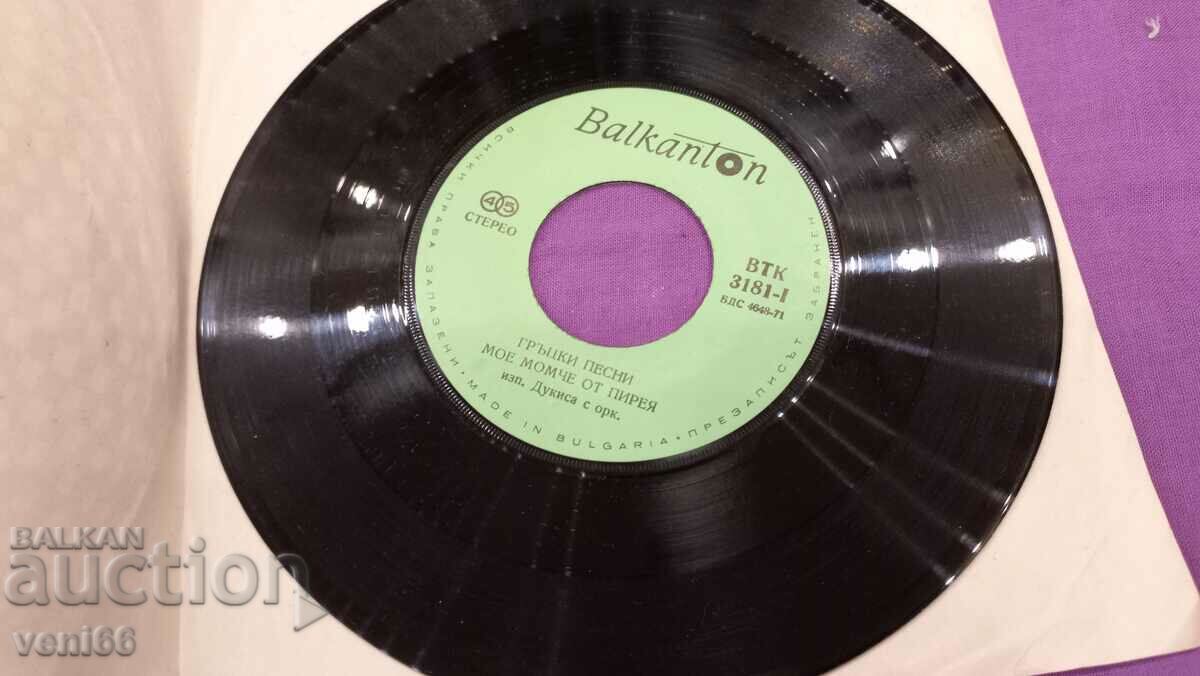 Balkanton
45
СТЕРЕО
ВТК
3181-I
БДС 4648-71
ГРЪЦКИ ПЕСНИ
МОЕ МОМЧЕ ОТ ПИРЕЯ
изп. Дукиса с орк.
ВСИЧКИ ПРАВА ЗАПАЗЕНИ • MADE IN BULGARIA • ПРЕЗАПИСЪТ ЗАБРАНЕН
BALKAN
auction
veni66